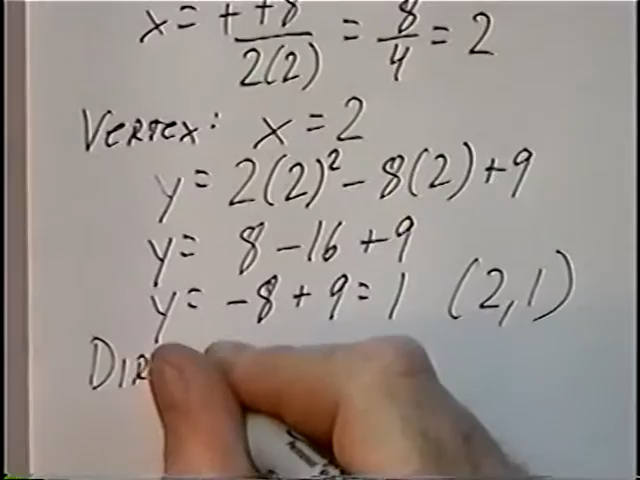 x = + +8/2(2) = 8/4 = 2
Vertex: x = 2
y = 2(2)² - 8(2) + 9
y = 8 - 16 + 9
y = -8 + 9 = 1 (2,1)
DIR